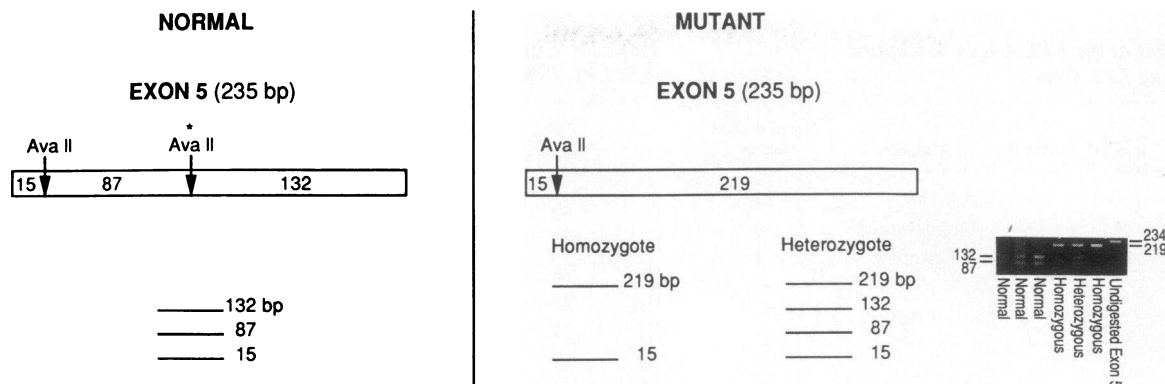 NORMAL
EXON 5 (235 bp)
*
Ava II Ava II
15 87 132
132 bp
87
15
MUTANT
EXON 5 (235 bp)
Ava II
15 219
Homozygote
219 bp
15
Heterozygote
219 bp
132
87
15
132
87
234
219
Normal
Normal
Normal
Homozygous
Heterozygous
Homozygous
Undigested Exon 5